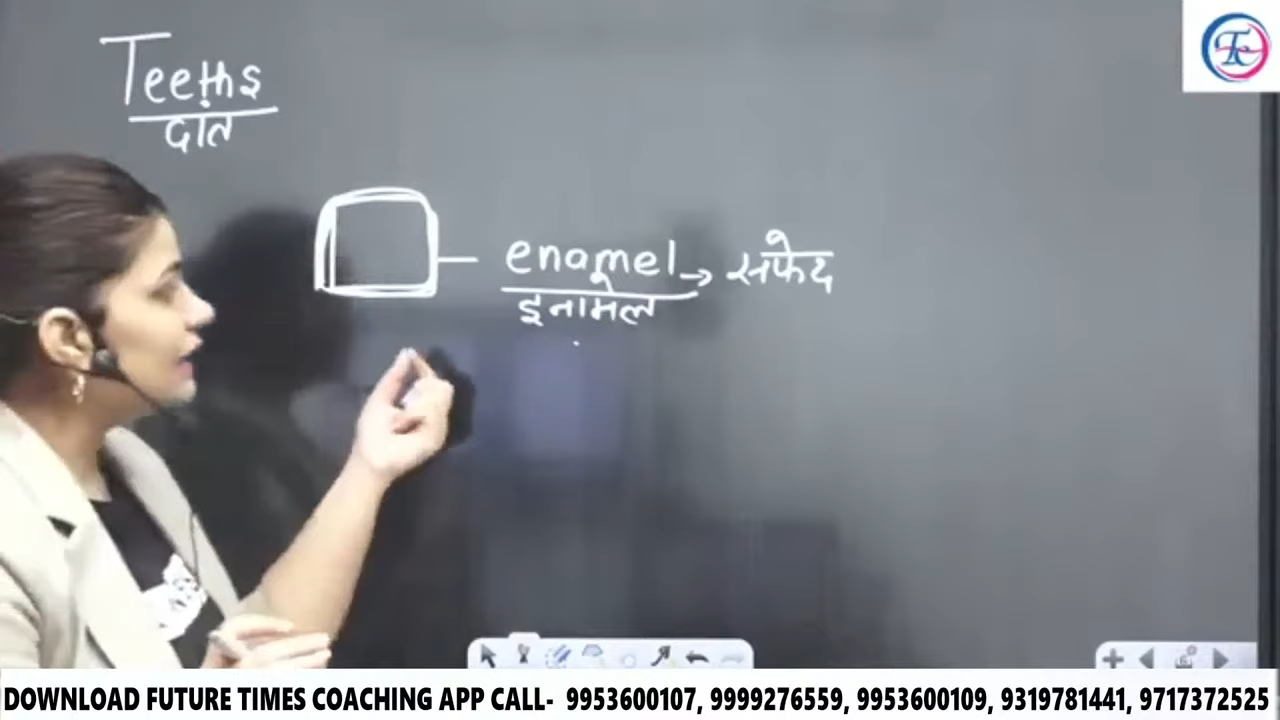 Teeths
दात
enamel → सफेद
इनामेल
DOWNLOAD FUTURE TIMES COACHING APP CALL- 9953600107, 9999276559, 9953600109, 9319781441, 9717372525